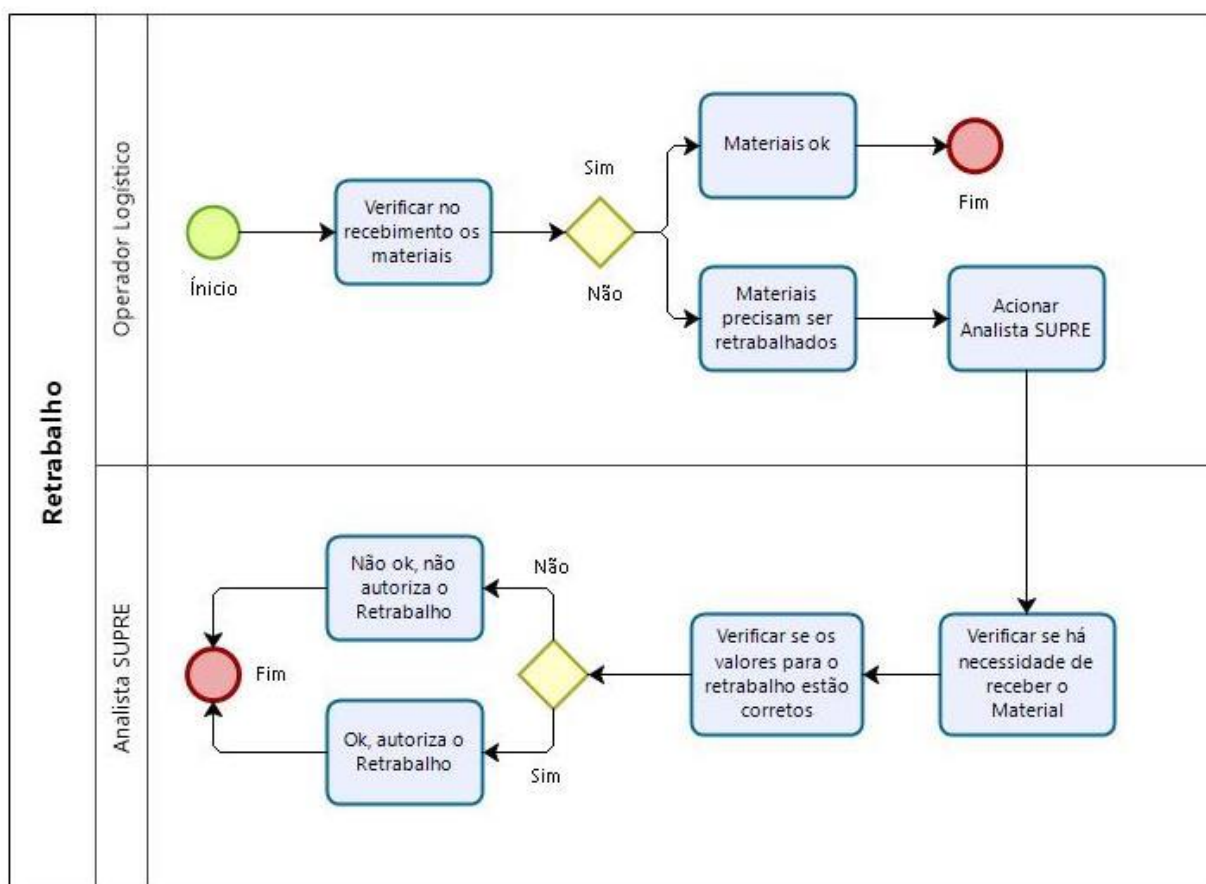 Retrabalho
Operador Logístico
Ínicio
Verificar no
recebimento os
materiais
Sim
Não
Materiais ok
Fim
Materiais
precisam ser
retrabalhados
Acionar
Analista SUPRE
Analista SUPRE
Verificar se há
necessidade de
receber o
Material
Verificar se os
valores para o
retrabalho estão
corretos
Não
Sim
Não ok, não
autoriza o
Retrabalho
Ok, autoriza o
Retrabalho
Fim